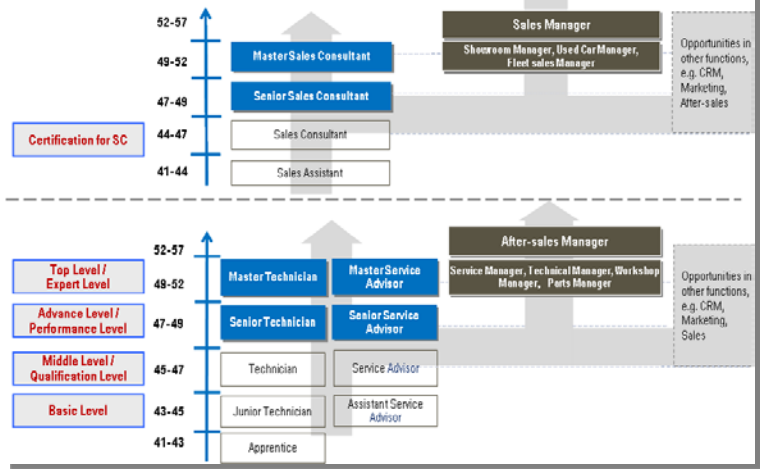 52-57
Sales Manager
49-52
Master Sales Consultant
Showroom Manager, Used Car Manager,
Fleet sales Manager
Opportunities in
other functions,
e.g. CRM,
Marketing,
After-sales
47-49
Senior Sales Consultant
Certification for SC
44-47
Sales Consultant
41-44
Sales Assistant
52-57
After-sales Manager
Top Level /
Expert Level
48-52
Master Technician
Master Service
Advisor
Service Manager, Technical Manager, Workshop
Manager, Parts Manager
Opportunities in
other functions,
e.g. CRM,
Marketing,
Sales
Advance Level /
Performance Level
47-49
Senior Technician
Senior Service
Advisor
Middle Level /
Qualification Level
45-47
Technician
Service Advisor
Basic Level
43-45
Junior Technician
Assistant Service
Advisor
41-43
Apprentice